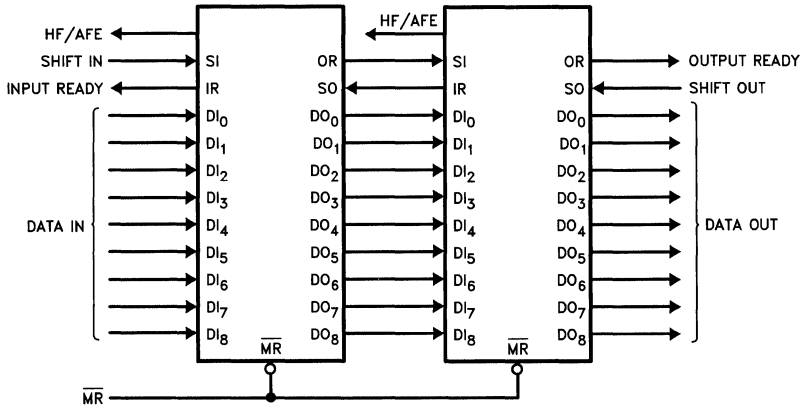 HF/AFE HF/AFE
SHIFT IN SI OR SI OR OUTPUT READY
INPUT READY IR SO IR SO SHIFT OUT
DI0 DO0 DI0 DO0
DI1 DO1 DI1 DO1
DI2 DO2 DI2 DO2
DI3 DO3 DI3 DO3
DATA IN DI4 DO4 DI4 DO4 DATA OUT
DI5 DO5 DI5 DO5
DI6 DO6 DI6 DO6
DI7 DO7 DI7 DO7
DI8 DO8 DI8 DO8
M̅R̅ M̅R̅
M̅R̅